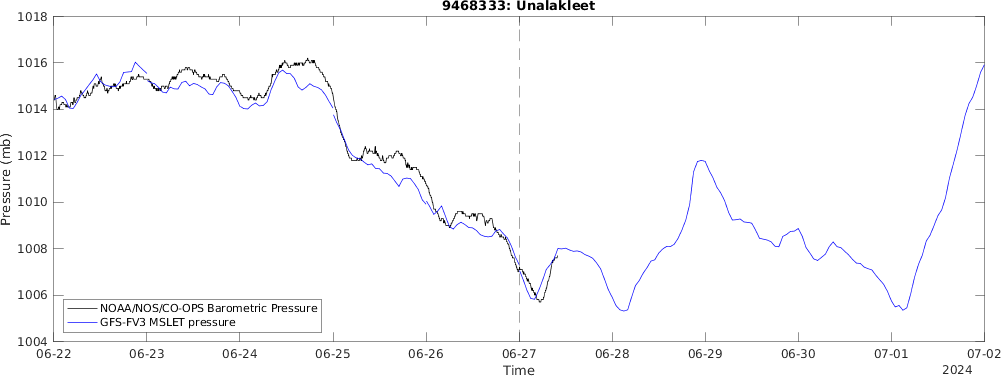 9468333: Unalakleet
1018
1016
1014
1012
1010
1008
1006
1004
Pressure (mb)
NOAA/NOS/CO-OPS Barometric Pressure
GFS-FV3 MSLET pressure
06-22 06-23 06-24 06-25 06-26 06-27 06-28 06-29 06-30 07-01 07-02
Time
2024